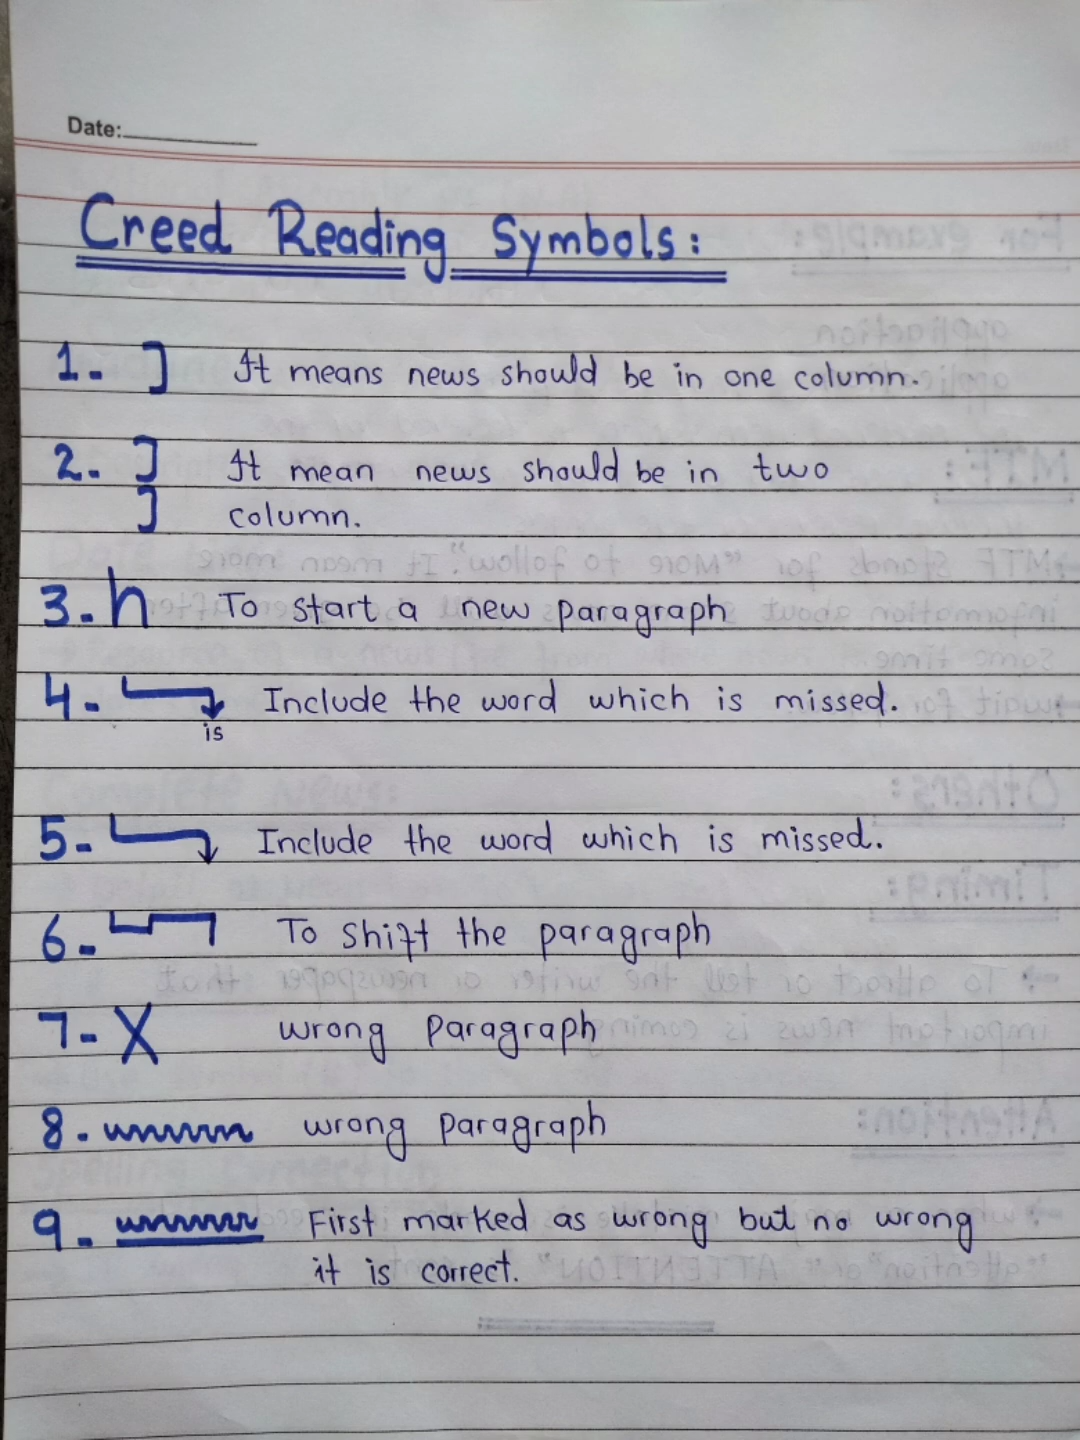 Date:
Creed Reading Symbols:
1. ] It means news should be in one column.
2. ] It mean news should be in two
] column.
3. h To start a new paragraph
4. Include the word which is missed.
is
5. Include the word which is missed.
6. To shift the paragraph
7. X wrong paragraph
8. wrong paragraph
9. First marked as wrong but no wrong
it is correct.